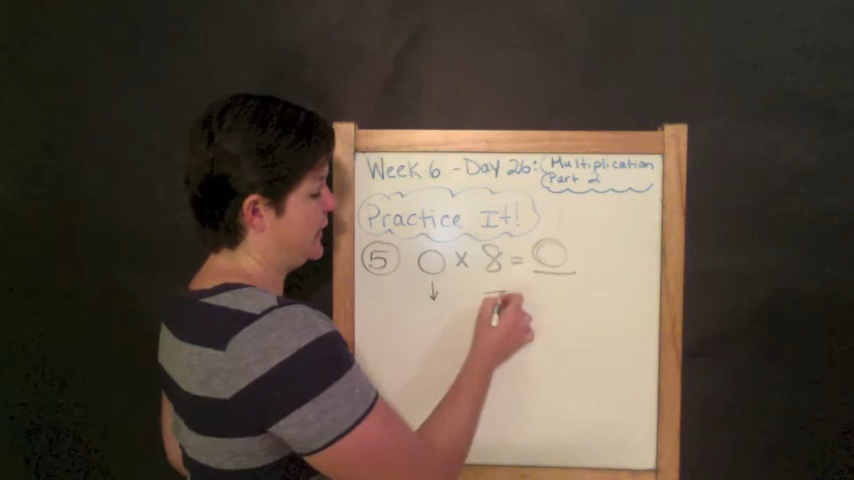 Week 6 - Day 26: Multiplication
Part 2
Practice It!
5 0 x 8 = 0
↓